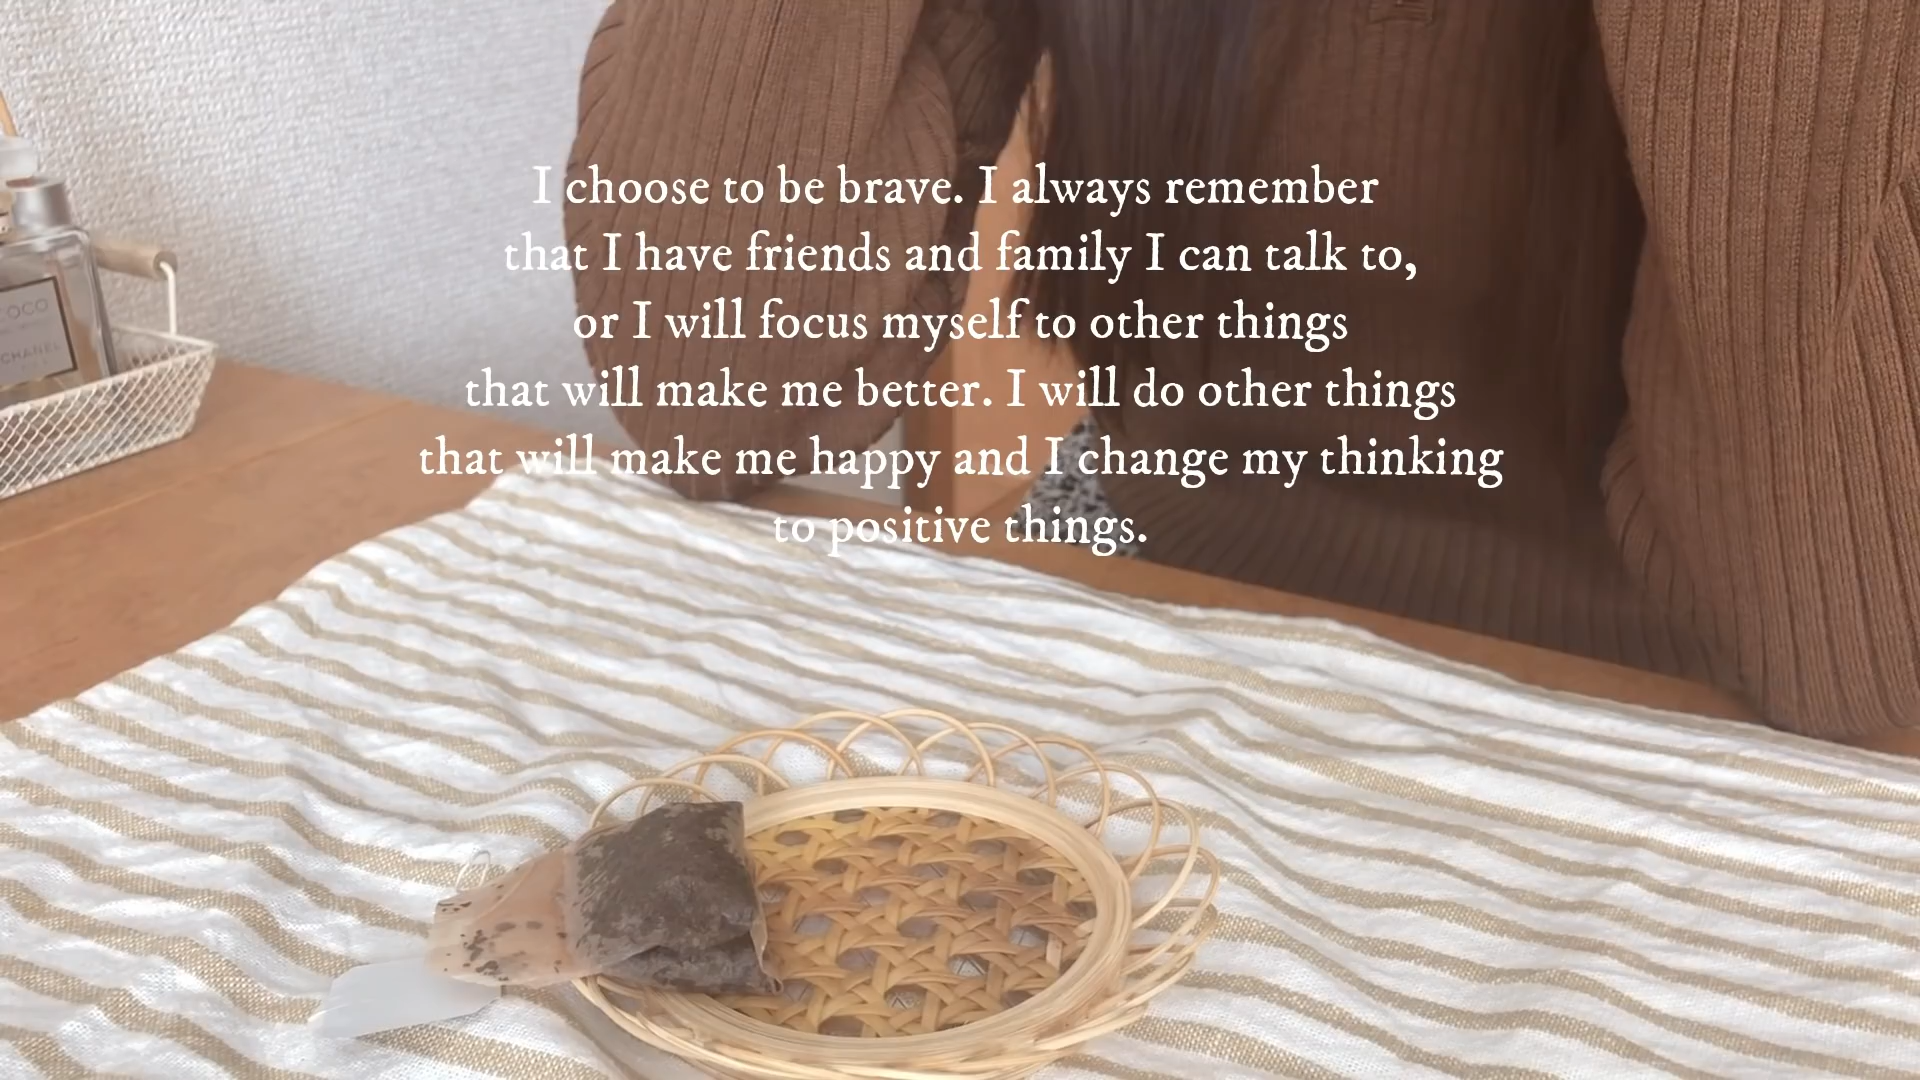 I choose to be brave. I always remember
that I have friends and family I can talk to,
or I will focus myself to other things
that will make me better. I will do other things
that will make me happy and I change my thinking
to positive things.
COCO
CHANEL